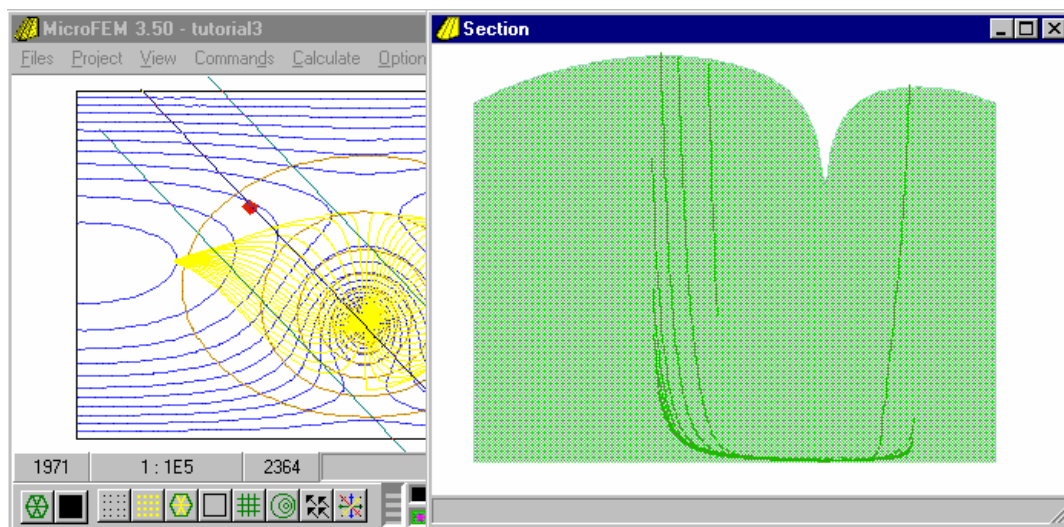 MicroFEM 3.50 - tutorial3
Files Project View Commands Calculate Option
1971 1 : 1E5 2364
Section